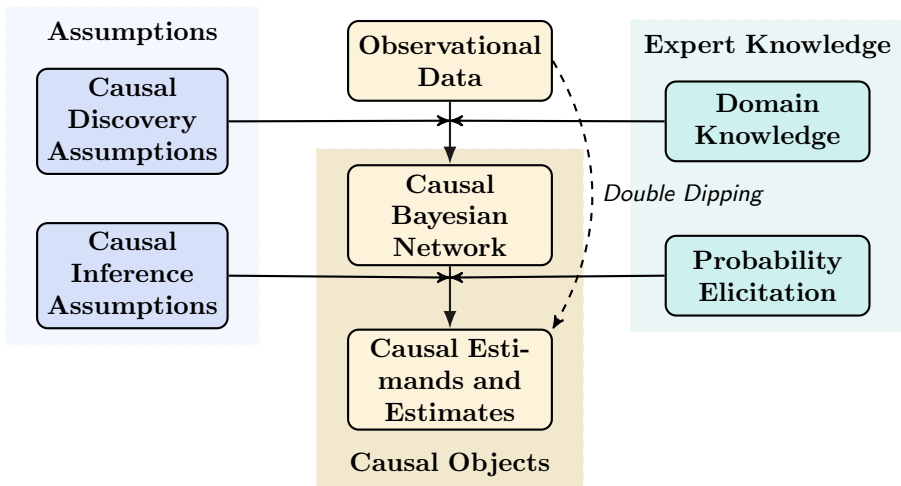 Assumptions
Causal
Discovery
Assumptions
Causal
Inference
Assumptions
Observational
Data
Causal
Bayesian
Network
Causal Esti-
mands and
Estimates
Causal Objects
Double Dipping
Expert Knowledge
Domain
Knowledge
Probability
Elicitation